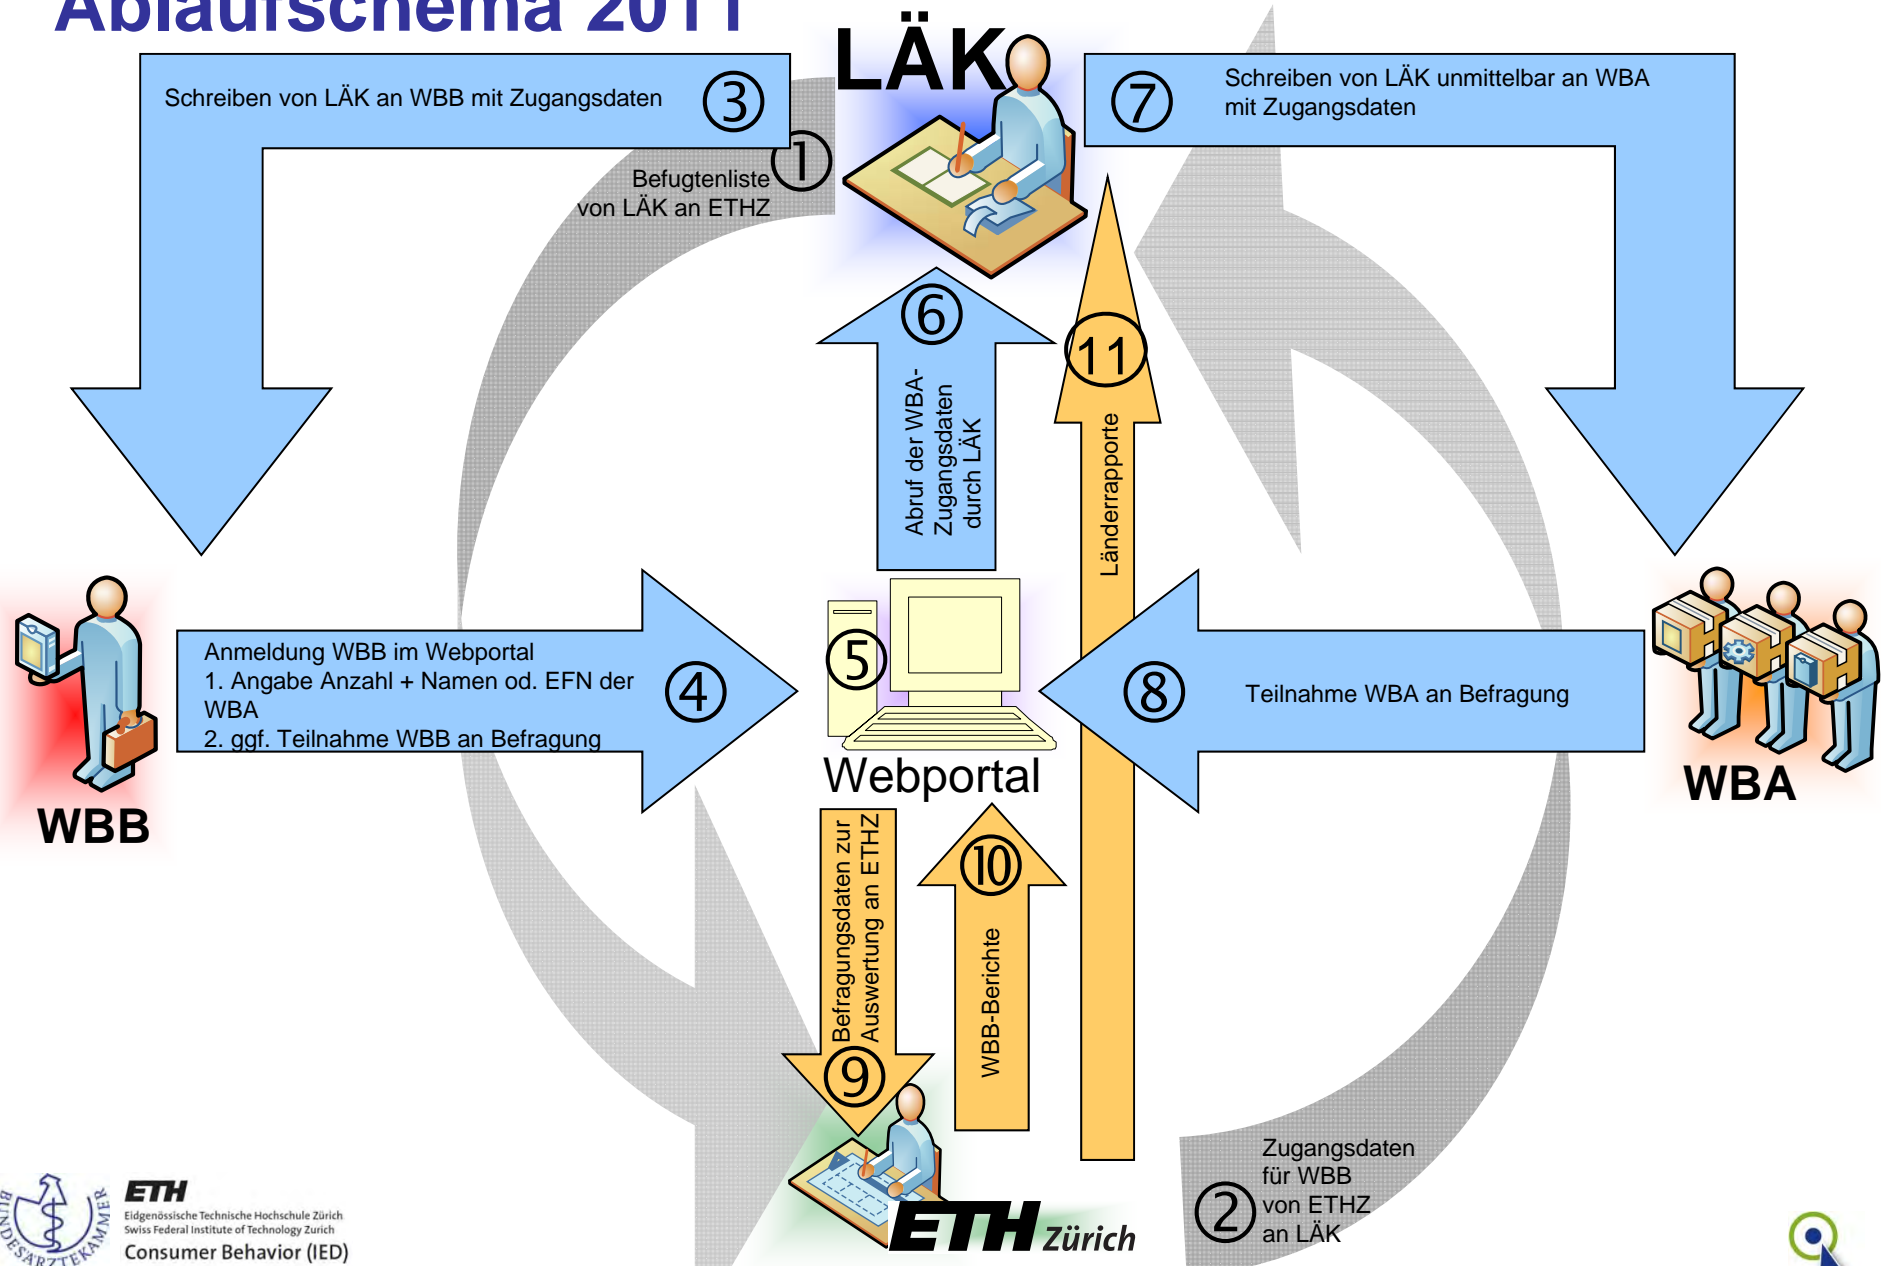 Ablaufschema 2011
LÄK
Schreiben von LÄK an WBB mit Zugangsdaten
3
7
Schreiben von LÄK unmittelbar an WBA
mit Zugangsdaten
1
Befugtenliste
von LÄK an ETHZ
6
Abruf der WBA-
Zugangsdaten
durch LÄK
11
Länderrapporte
Anmeldung WBB im Webportal
1. Angabe Anzahl + Namen od. EFN der
WBA
2. ggf. Teilnahme WBB an Befragung
4
5
8
Teilnahme WBA an Befragung
WBB
Webportal
WBA
Befragungsdaten zur
Auswertung an ETHZ
9
10
WBB-Berichte
2
Zugangsdaten
für WBB
von ETHZ
an LÄK
ETH Zürich
BUNDESÄRZTEKAMMER
ETH
Eidgenössische Technische Hochschule Zürich
Swiss Federal Institute of Technology Zurich
Consumer Behavior (IED)